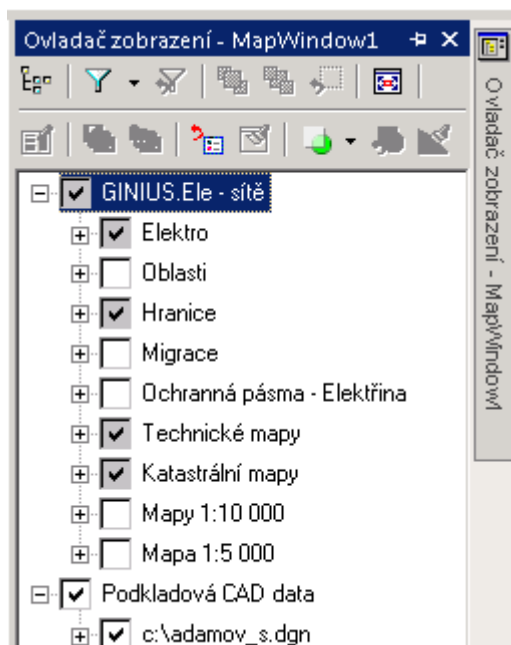 Ovladač zobrazení - MapWindow1
GINIUS.Ele - sítě
Elektro
Oblasti
Hranice
Migrace
Ochranná pásma - Elektřina
Technické mapy
Katastrální mapy
Mapy 1:10 000
Mapa 1:5 000
Podkladová CAD data
c:\adamov_s.dgn
Ovladač zobrazení - MapWindow1